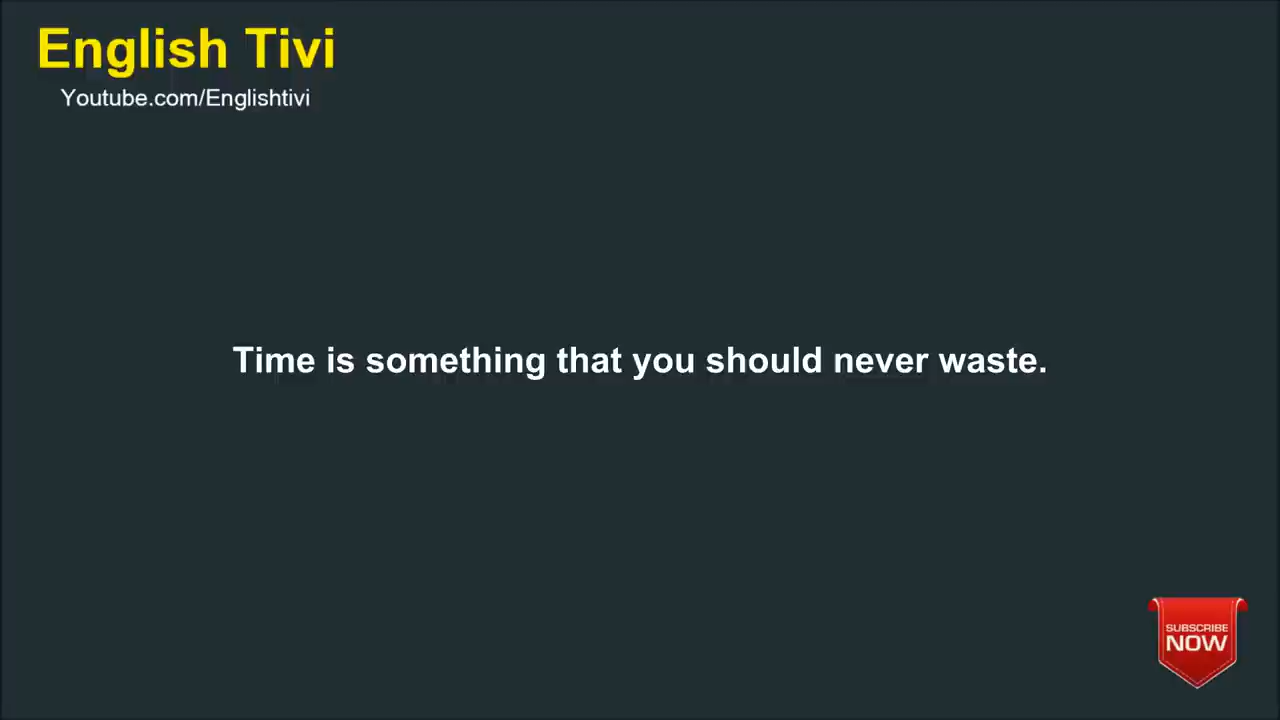 English Tivi
Youtube.com/Englishtivi
Time is something that you should never waste.
SUBSCRIBE
NOW